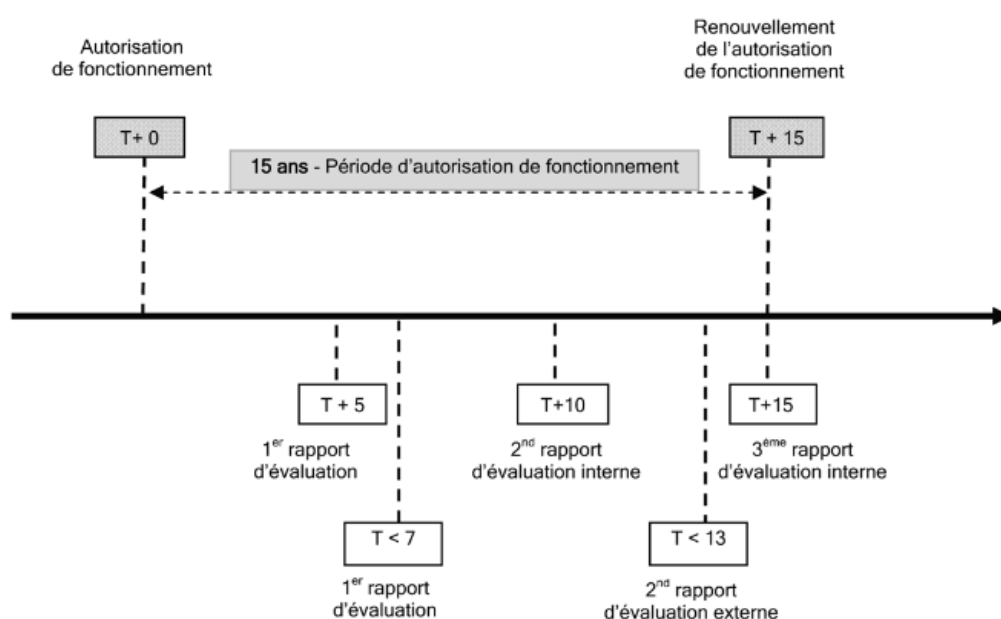 Autorisation
de fonctionnement
Renouvellement
de l'autorisation
de fonctionnement
T+ 0
T + 15
15 ans - Période d'autorisation de fonctionnement
T + 5
T+10
T+15
1er rapport
d'évaluation
2nd rapport
d'évaluation interne
3ème rapport
d'évaluation interne
T < 7
T < 13
1er rapport
d'évaluation
2nd rapport
d'évaluation externe